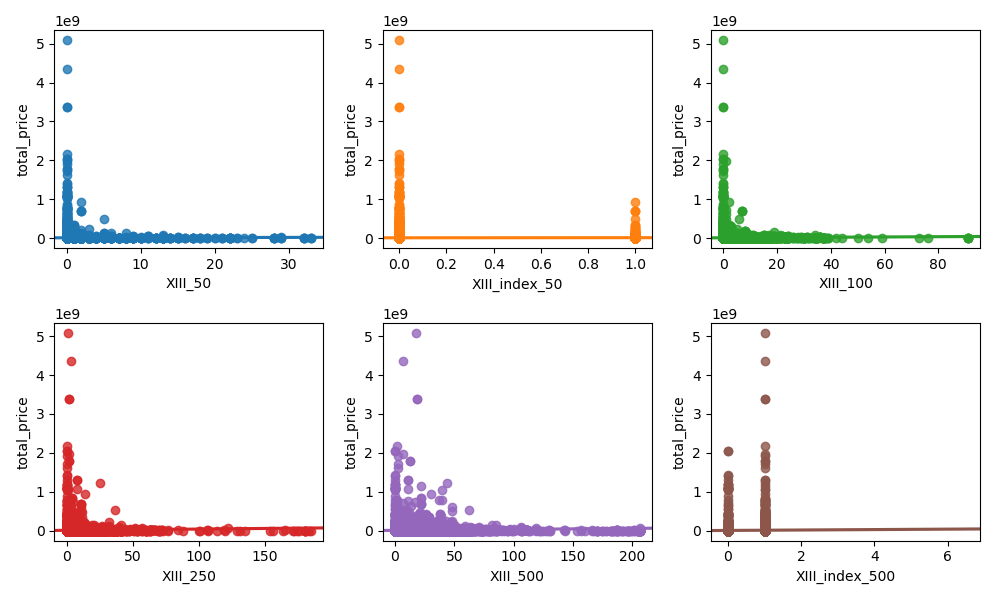 1e9 1e9 1e9
5 5 5
4 4 4
3 3 3
2 2 2
1 1 1
0 0 0
total_price total_price total_price
0 10 20 30 0.0 0.2 0.4 0.6 0.8 1.0 0 20 40 60 80
XIII_50 XIII_index_50 XIII_100
1e9 1e9 1e9
5 5 5
4 4 4
3 3 3
2 2 2
1 1 1
0 0 0
total_price total_price total_price
0 50 100 150 0 50 100 150 200 0 2 4 6
XIII_250 XIII_500 XIII_index_500